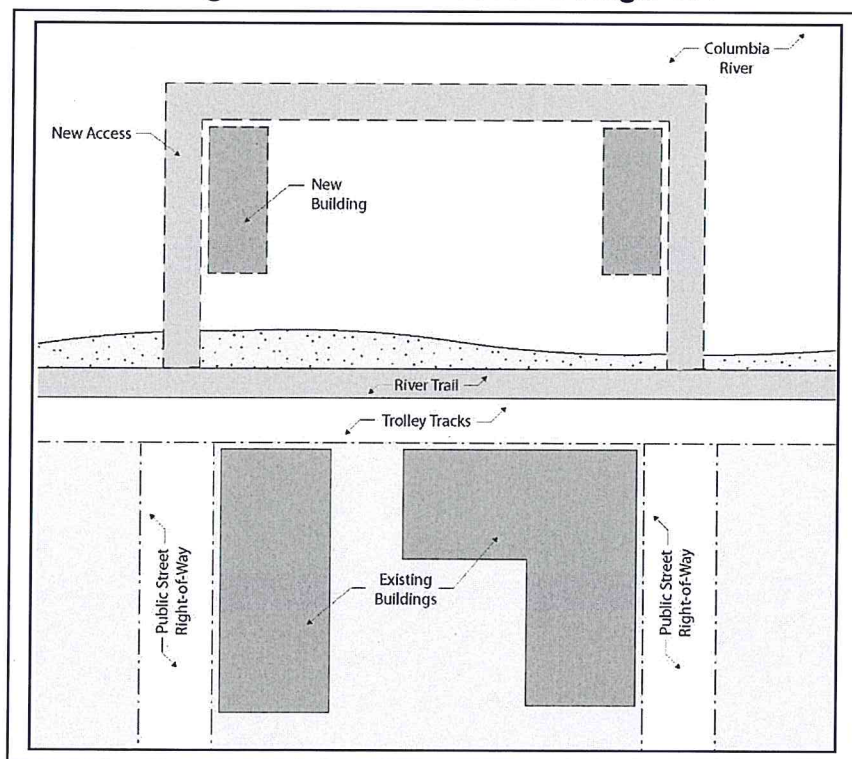 Columbia
River
New Access
New
Building
River Trail
Trolley Tracks
Public Street
Right-of-Way
Existing
Buildings
Public Street
Right-of-Way